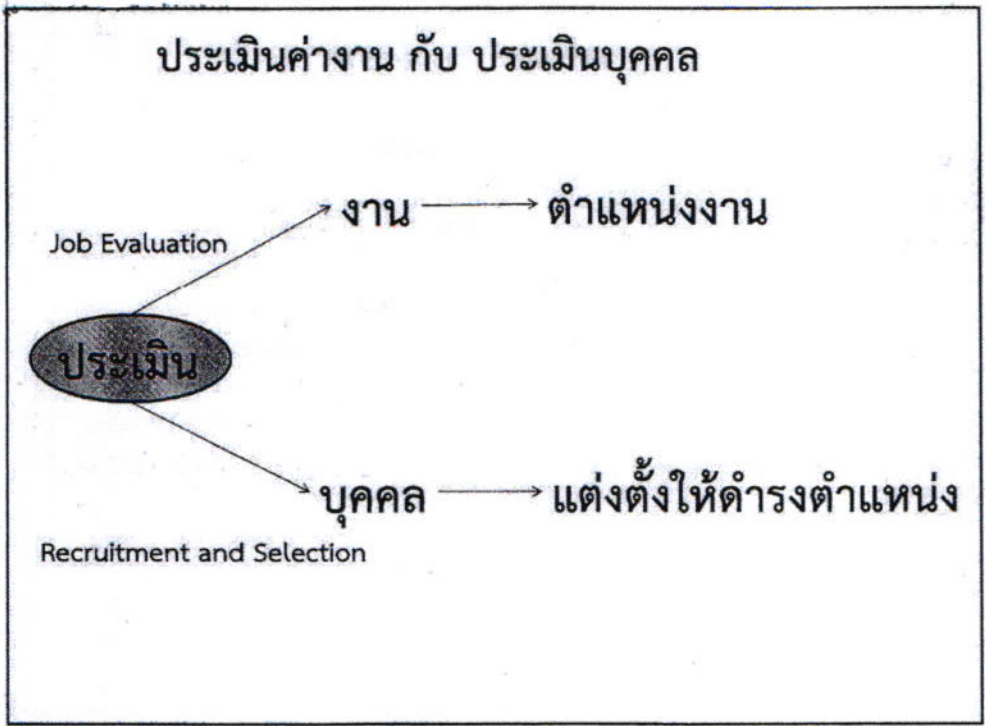 ประเมินค่างาน กับ ประเมินบุคคล
งาน
ตำแหน่งงาน
Job Evaluation
ประเมิน
บุคคล
แต่งตั้งให้ดำรงตำแหน่ง
Recruitment and Selection